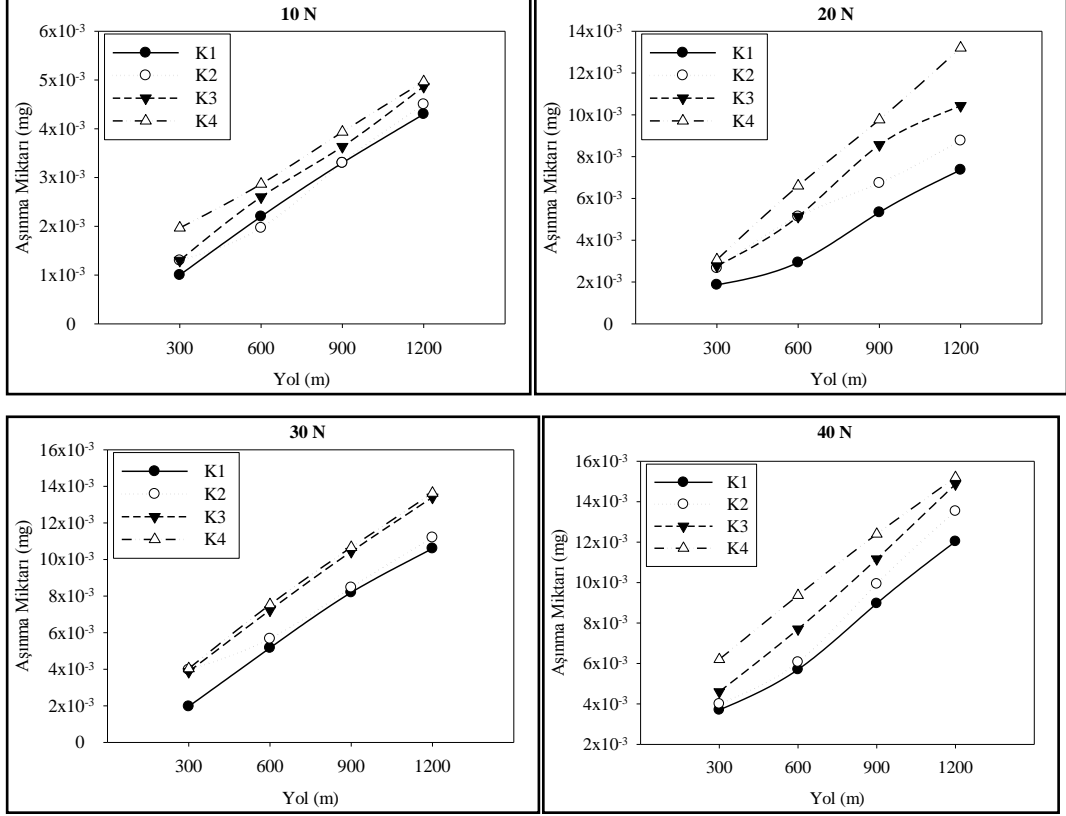 10 N
6x10-3
5x10-3
4x10-3
3x10-3
2x10-3
1x10-3
0
Aşınma Miktarı (mg)
K1
K2
K3
K4
300 600 900 1200
Yol (m)
20 N
14x10-3
12x10-3
10x10-3
8x10-3
6x10-3
4x10-3
2x10-3
0
Aşınma Miktarı (mg)
K1
K2
K3
K4
300 600 900 1200
Yol (m)
30 N
16x10-3
14x10-3
12x10-3
10x10-3
8x10-3
6x10-3
4x10-3
2x10-3
0
Aşınma Miktarı (mg)
K1
K2
K3
K4
300 600 900 1200
Yol (m)
40 N
16x10-3
14x10-3
12x10-3
10x10-3
8x10-3
6x10-3
4x10-3
2x10-3
Aşınma Miktarı (mg)
K1
K2
K3
K4
300 600 900 1200
Yol (m)